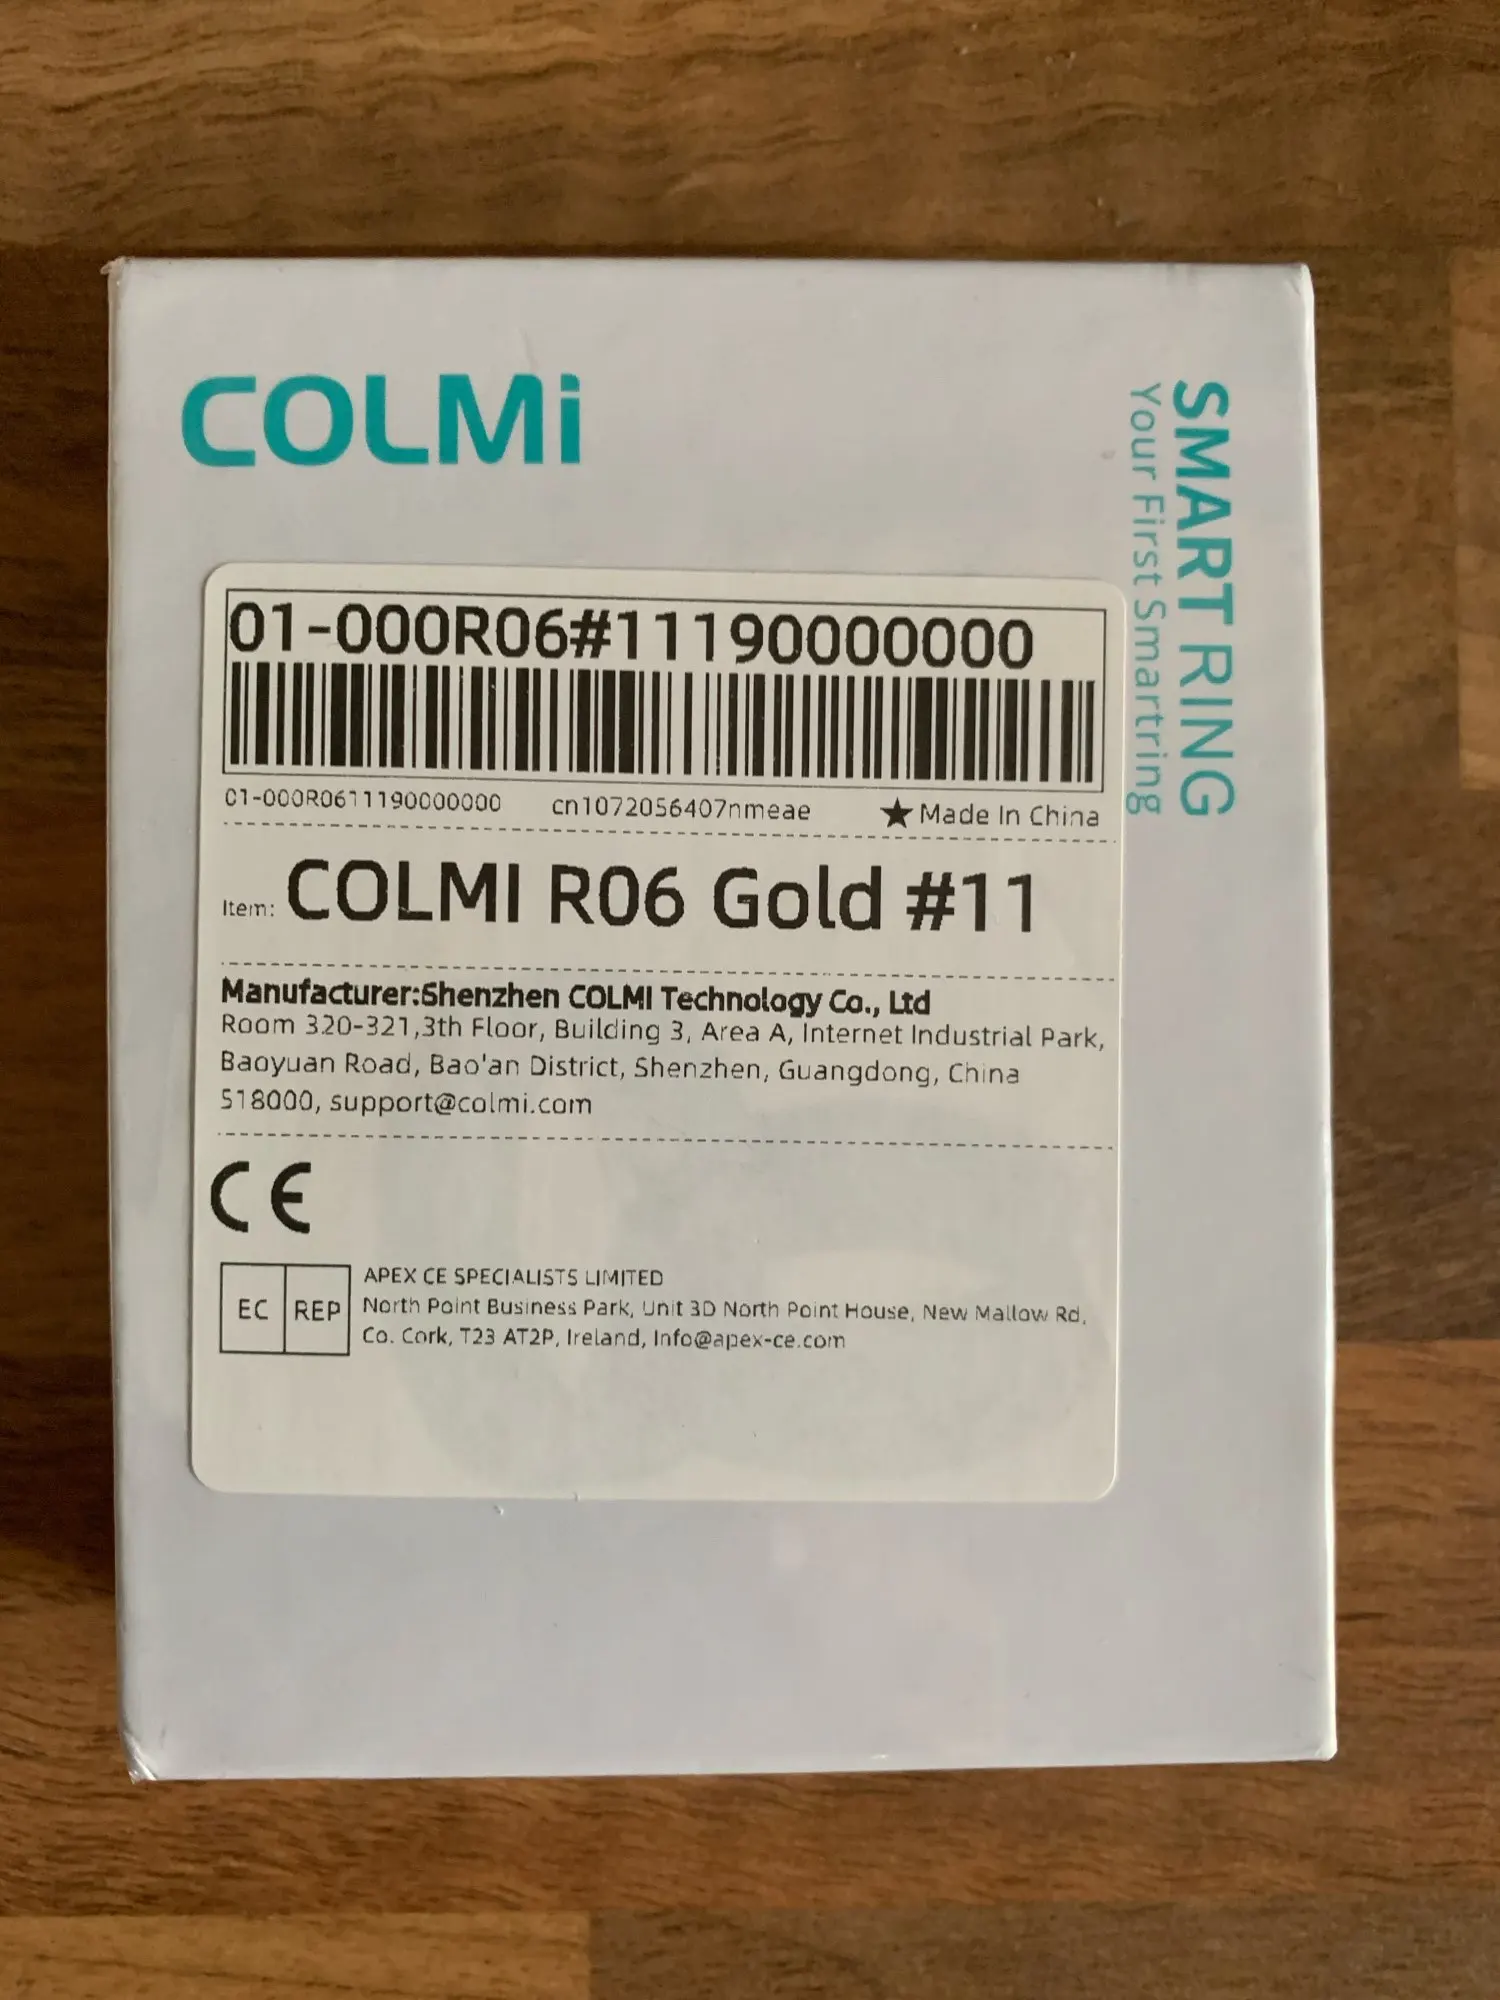 COLMi
SMART RING
Your First Smartring
01-000R06#11190000000
01-000R0611190000000 cn1072056407nmeae ★Made In China
Item: COLMI R06 Gold #11
Manufacturer:Shenzhen COLMI Technology Co., Ltd
Room 320-321,3th Floor, Building 3, Area A, Internet Industrial Park,
Baoyuan Road, Bao'an District, Shenzhen, Guangdong, China
518000, support@colmi.com
CE
EC REP
APEX CE SPECIALISTS LIMITED
North Point Business Park, Unit 3D North Point House, New Mallow Rd,
Co. Cork, T23 AT2P, Ireland, Info@apex-ce.com